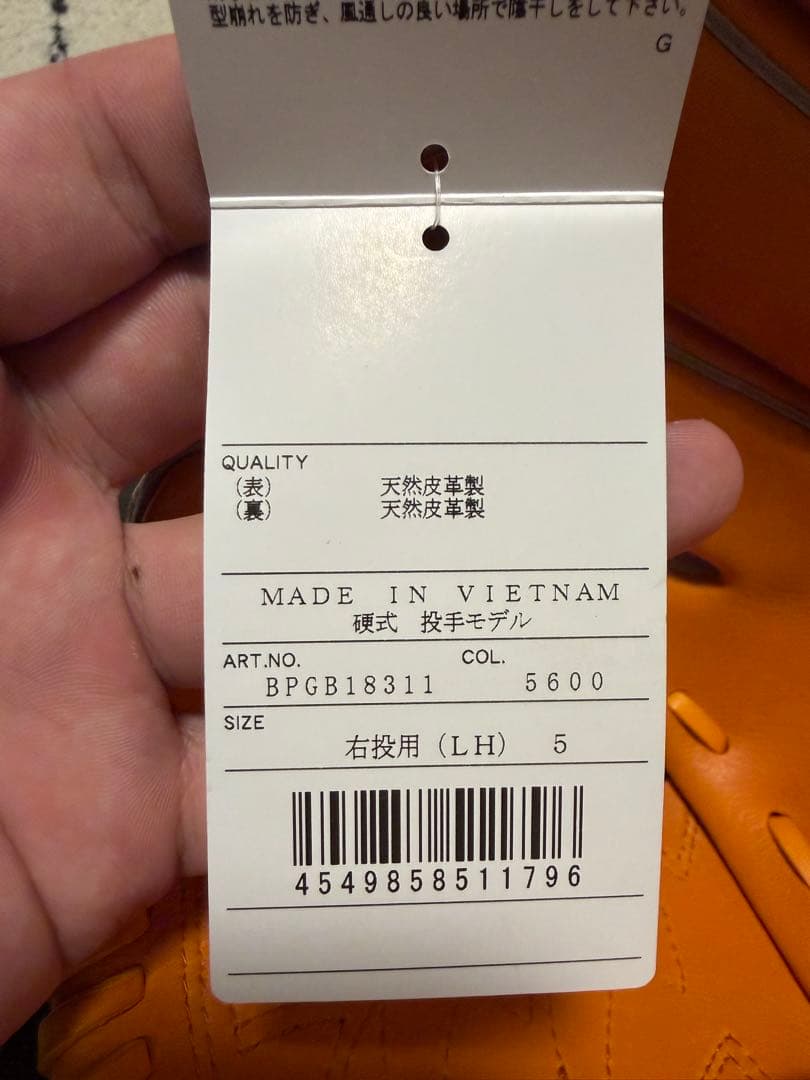 型崩れを防ぎ、風通しの良い場所で陰干しをして下さい。
G
QUALITY
(表) 天然皮革製
(裏) 天然皮革製
MADE IN VIETNAM
硬式 投手モデル
ART.NO. COL.
BPGB18311 5600
SIZE
右投用(LH) 5
4549858511796